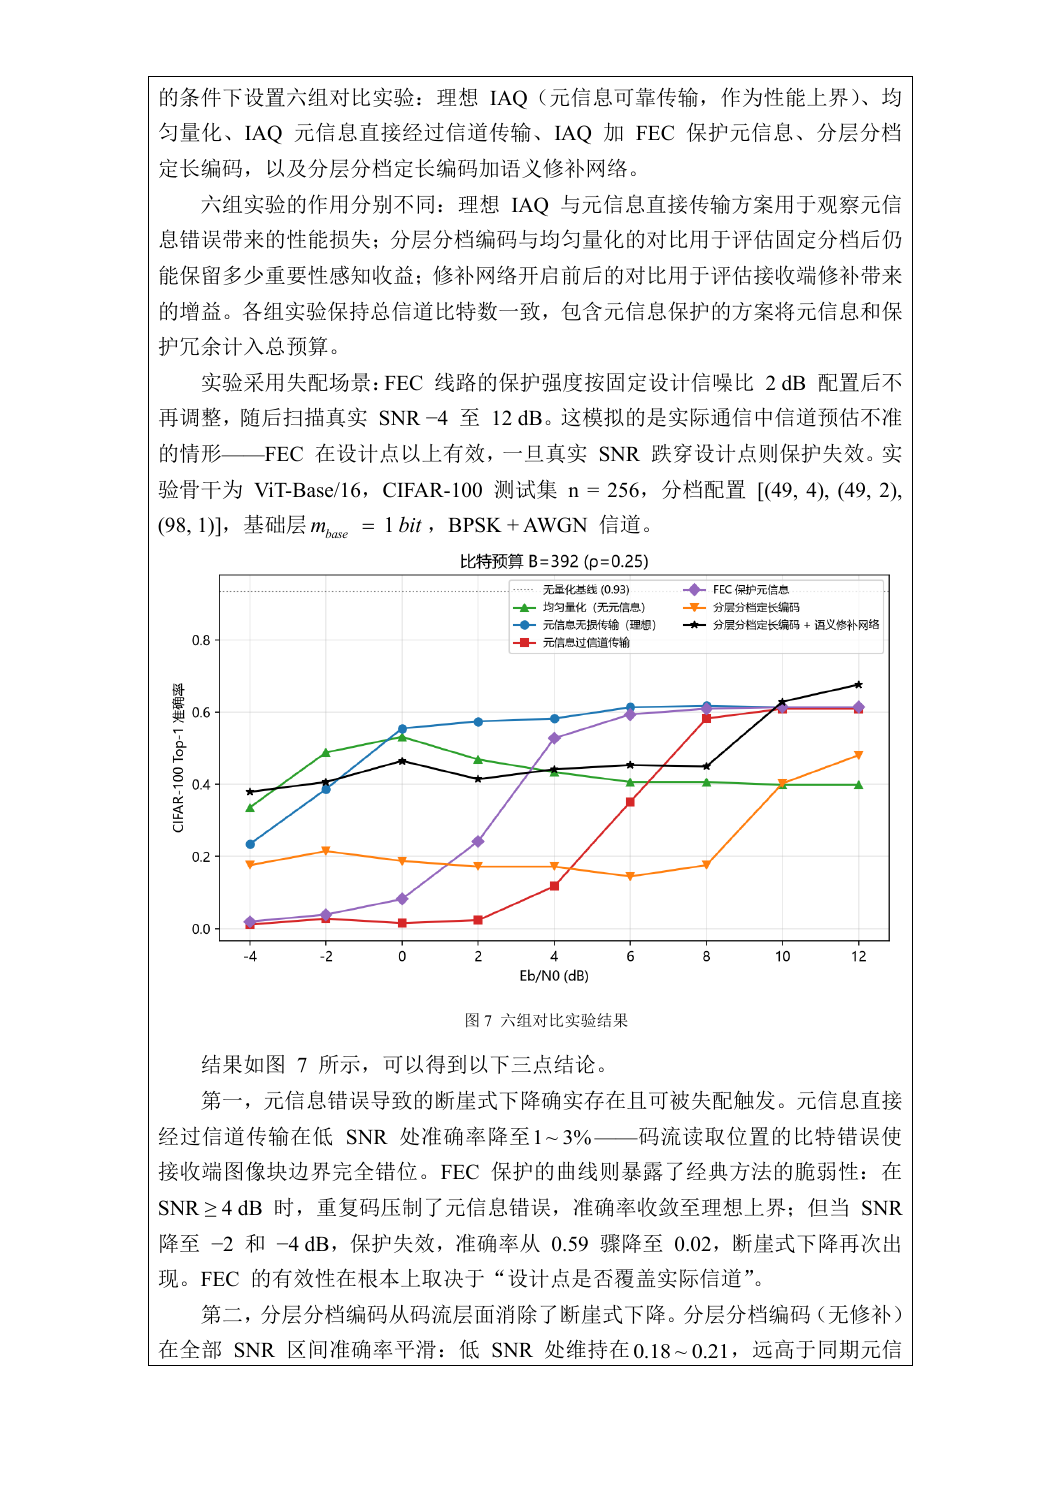 的条件下设置六组对比实验：理想 IAQ（元信息可靠传输，作为性能上界）、均
匀量化、IAQ 元信息直接经过信道传输、IAQ 加 FEC 保护元信息、分层分档
定长编码，以及分层分档定长编码加语义修补网络。
六组实验的作用分别不同：理想 IAQ 与元信息直接传输方案用于观察元信
息错误带来的性能损失；分层分档编码与均匀量化的对比用于评估固定分档后仍
能保留多少重要性感知收益；修补网络开启前后的对比用于评估接收端修补带来
的增益。各组实验保持总信道比特数一致，包含元信息保护的方案将元信息和保
护冗余计入总预算。
实验采用失配场景：FEC 线路的保护强度按固定设计信噪比 2 dB 配置后不
再调整，随后扫描真实 SNR −4 至 12 dB。这模拟的是实际通信中信道预估不准
的情形——FEC 在设计点以上有效，一旦真实 SNR 跌穿设计点则保护失效。实
验骨干为 ViT-Base/16，CIFAR-100 测试集 n = 256，分档配置 [(49, 4), (49, 2),
(98, 1)]，基础层 m_base = 1 bit，BPSK + AWGN 信道。
比特预算 B=392 (ρ=0.25)
无量化基线 (0.93)
均匀量化（无元信息）
元信息无损传输（理想）
元信息过信道传输
FEC 保护元信息
分层分档定长编码
分层分档定长编码 + 语义修补网络
CIFAR-100 Top-1 准确率
0.8
0.6
0.4
0.2
0.0
-4 -2 0 2 4 6 8 10 12
Eb/N0 (dB)
图 7 六组对比实验结果
结果如图 7 所示，可以得到以下三点结论。
第一，元信息错误导致的断崖式下降确实存在且可被失配触发。元信息直接
经过信道传输在低 SNR 处准确率降至1 ~ 3%——码流读取位置的比特错误使
接收端图像块边界完全错位。FEC 保护的曲线则暴露了经典方法的脆弱性：在
SNR ≥ 4 dB 时，重复码压制了元信息错误，准确率收敛至理想上界；但当 SNR
降至 −2 和 −4 dB，保护失效，准确率从 0.59 骤降至 0.02，断崖式下降再次出
现。FEC 的有效性在根本上取决于“设计点是否覆盖实际信道”。
第二，分层分档编码从码流层面消除了断崖式下降。分层分档编码（无修补）
在全部 SNR 区间准确率平滑：低 SNR 处维持在 0.18 ~ 0.21，远高于同期元信